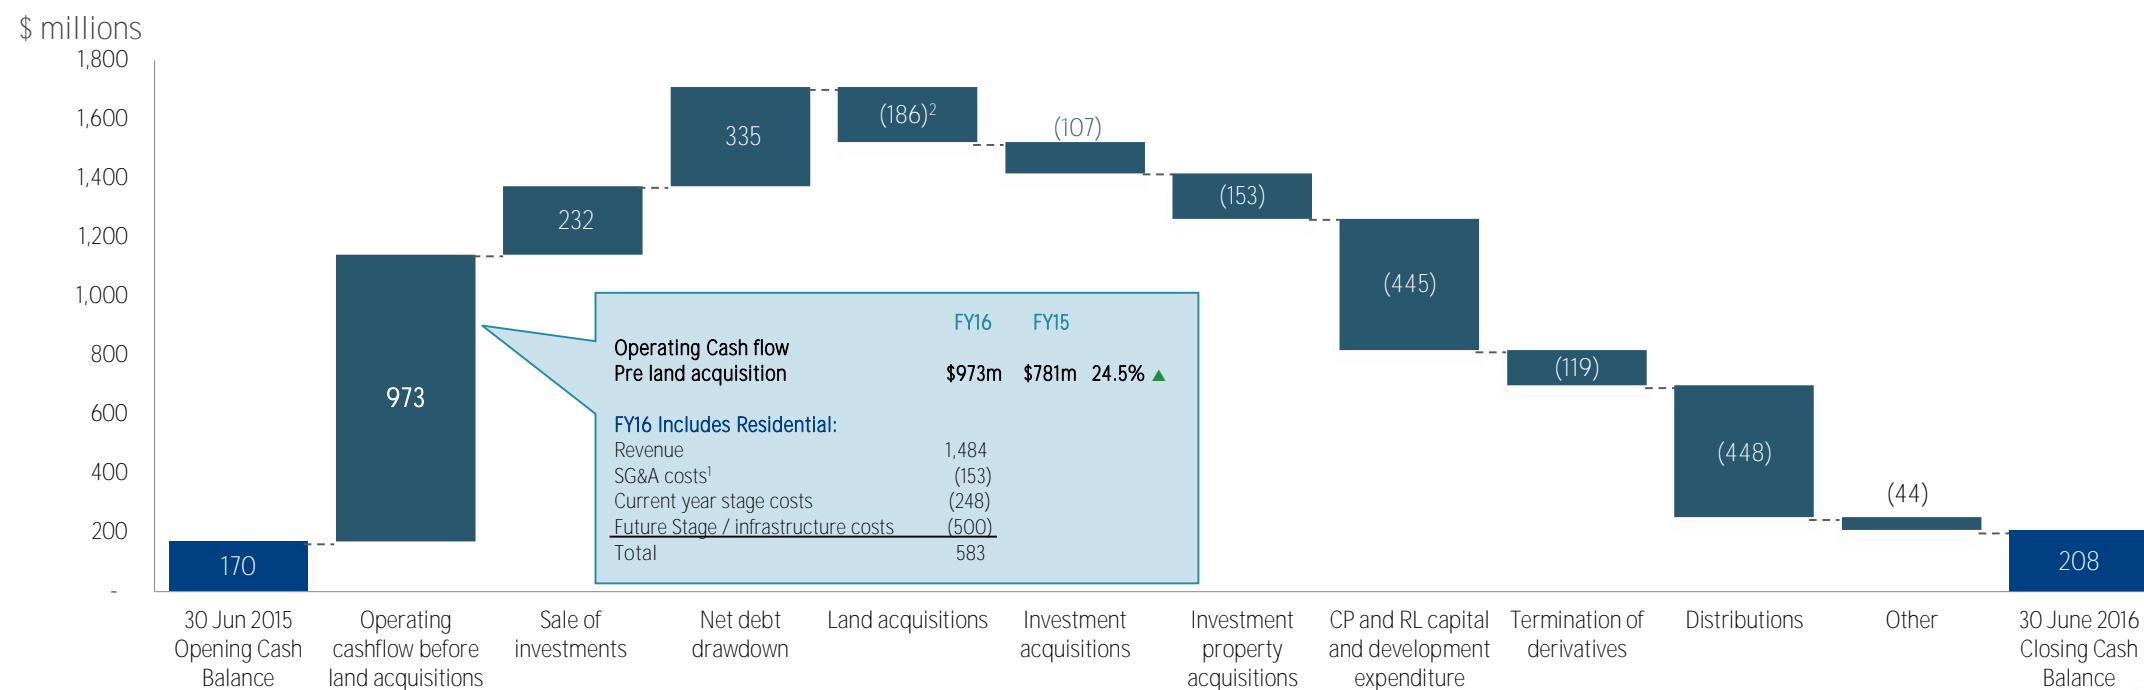 $ millions
1,800
1,600
1,400
1,200
1,000
800
600
400
200
-
170
973
232
335
(186)2
(107)
(153)
(445)
(119)
(448)
(44)
208
FY16 FY15
Operating Cash flow
Pre land acquisition $973m $781m 24.5% ▲
FY16 Includes Residential:
Revenue 1,484
SG&A costs1 (153)
Current year stage costs (248)
Future Stage / infrastructure costs (500)
Total 583
30 Jun 2015
Opening Cash
Balance
Operating
cashflow before
land acquisitions
Sale of
investments
Net debt
drawdown
Land acquisitions
Investment
acquisitions
Investment
property
acquisitions
CP and RL capital
and development
expenditure
Termination of
derivatives
Distributions
Other
30 June 2016
Closing Cash
Balance